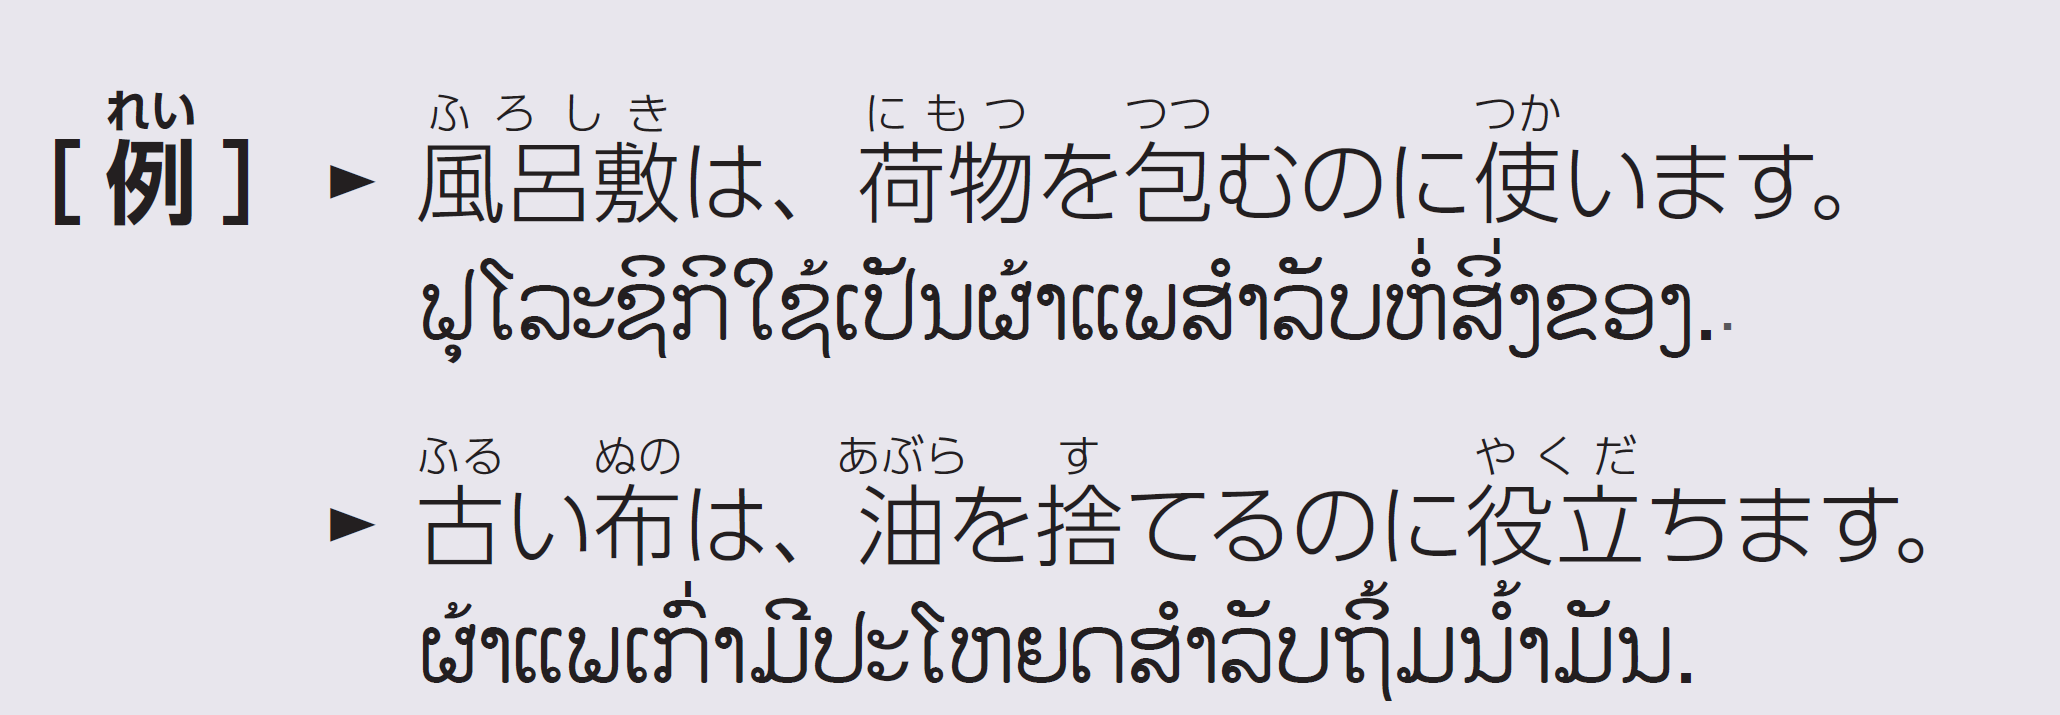 れい
[例] ► 風呂敷は、荷物を包むのに使います。
ふろしき にもつ つつ つか
ຟຸໂລະຊິກິໃຊ້ເປັນຜ້າແພສຳລັບຫໍ່ສິ່ງຂອງ..
ふる ぬの あぶら す やくだ
► 古い布は、油を捨てるのに役立ちます。
ຜ້າແພເກົ່າມີປະໂຫຍດສຳລັບຖິ້ມນ້ຳມັນ.